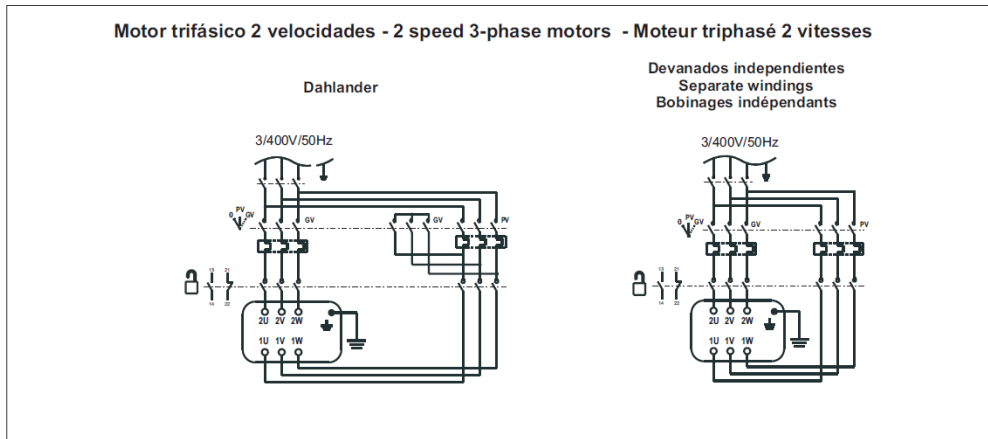 Motor trifásico 2 velocidades - 2 speed 3-phase motors - Moteur triphasé 2 vitesses
Dahlander
3/400V/50Hz
0 PV GV
GV
GV
PV
13 21
14 22
2U 2V 2W
1U 1V 1W
Devanados independientes
Separate windings
Bobinages indépendants
3/400V/50Hz
0 PV GV
GV
PV
13 21
14 22
2U 2V 2W
1U 1V 1W